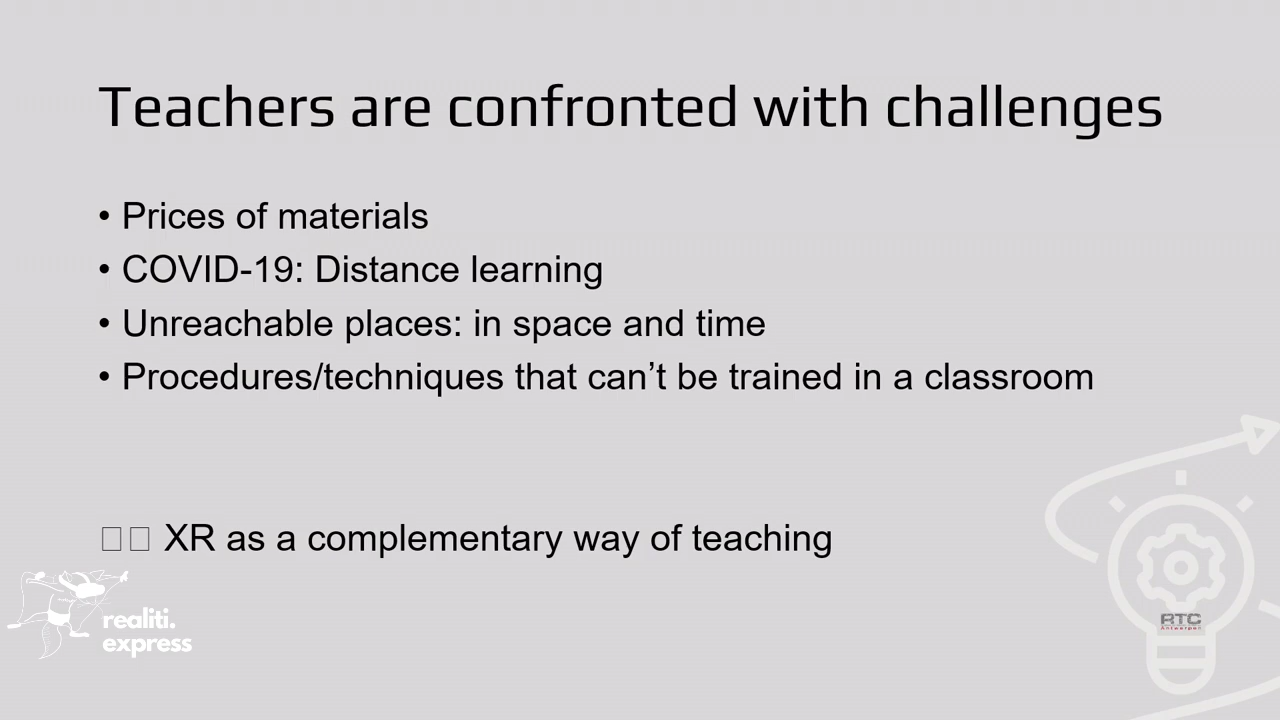 Teachers are confronted with challenges
• Prices of materials
• COVID-19: Distance learning
• Unreachable places: in space and time
• Procedures/techniques that can’t be trained in a classroom
XR as a complementary way of teaching
realiti.
express
RTC
Antwerpen